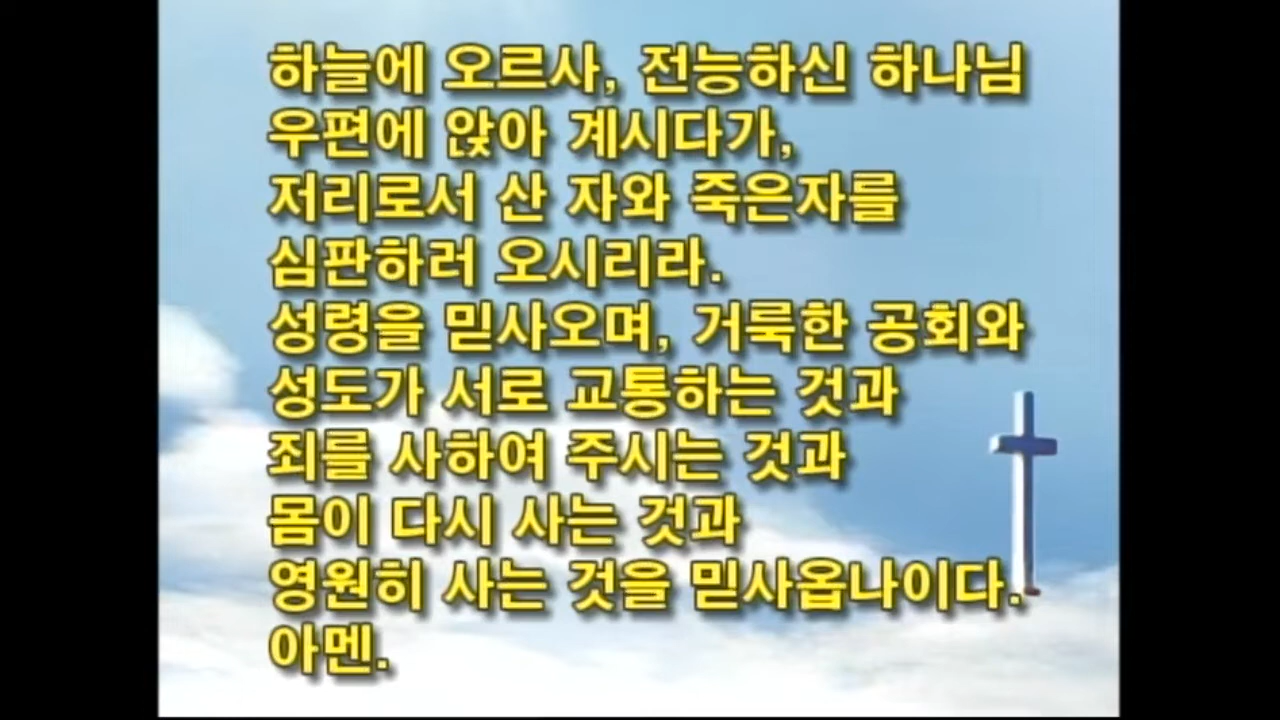 하늘에 오르사, 전능하신 하나님
우편에 앉아 계시다가,
저리로서 산 자와 죽은자를
심판하러 오시리라.
성령을 믿사오며, 거룩한 공회와
성도가 서로 교통하는 것과
죄를 사하여 주시는 것과
몸이 다시 사는 것과
영원히 사는 것을 믿사옵나이다.
아멘.